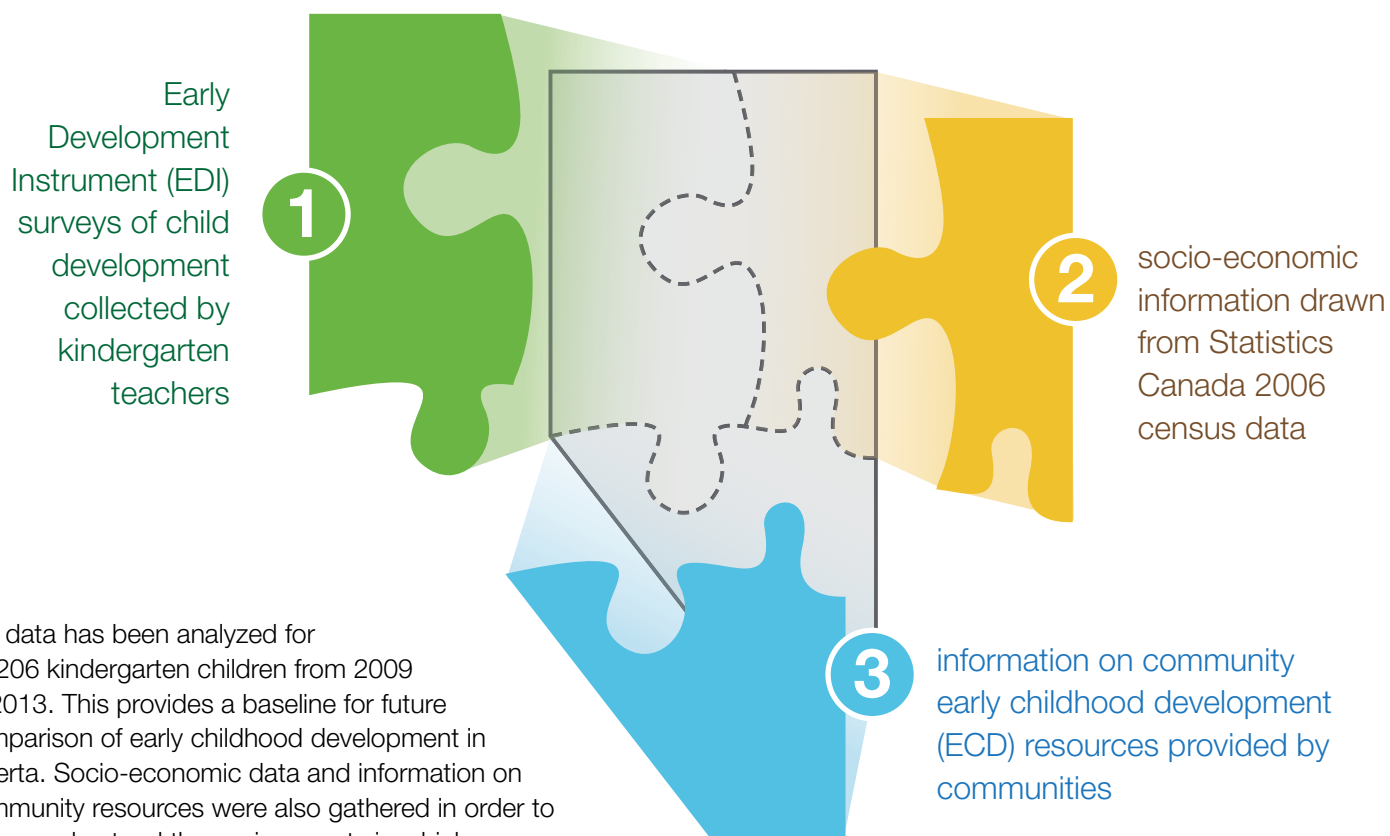 Early
Development
Instrument (EDI)
surveys of child
development
collected by
kindergarten
teachers
1
2
socio-economic
information drawn
from Statistics
Canada 2006
census data
3
information on community
early childhood development
(ECD) resources provided by
communities
data has been analyzed for
206 kindergarten children from 2009
2013. This provides a baseline for future
comparison of early childhood development in
Socio-economic data and information on
community resources were also gathered in order to